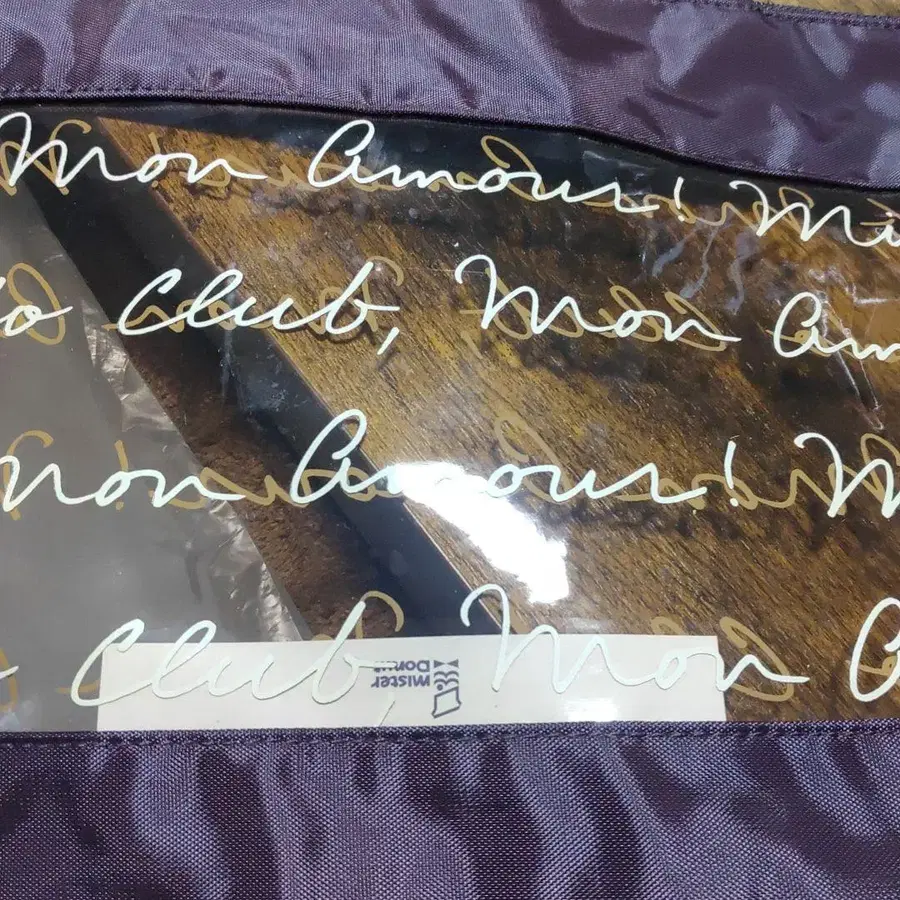 Mon Amour! Mi
o Club, Mon Am
Mon Amour! M
Club, Mon
mister
Donut